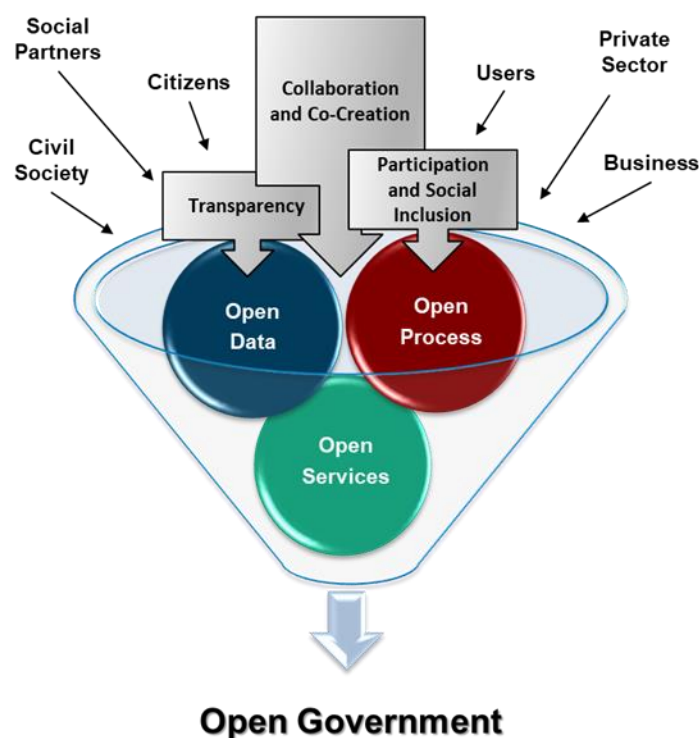 Social
Partners
Citizens
Collaboration
and Co-Creation
Users
Private
Sector
Civil
Society
Transparency
Participation
and Social
Inclusion
Business
Open
Data
Open
Process
Open
Services
Open Government